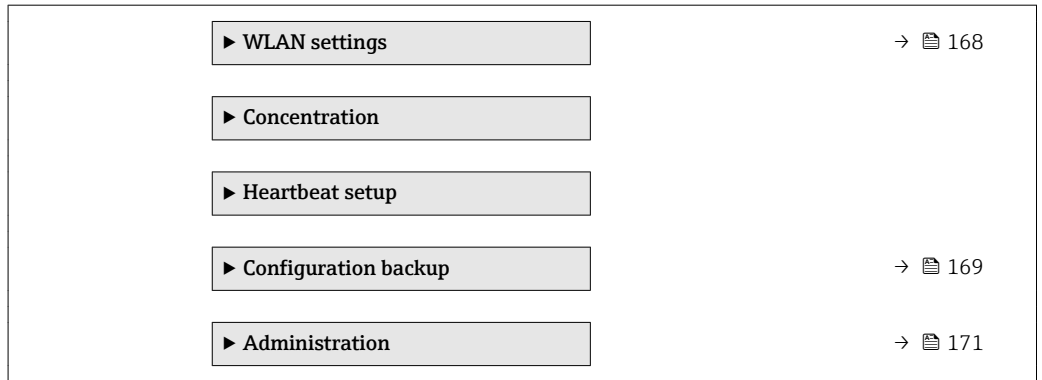 ▶ WLAN settings → 168
▶ Concentration
▶ Heartbeat setup
▶ Configuration backup → 169
▶ Administration → 171